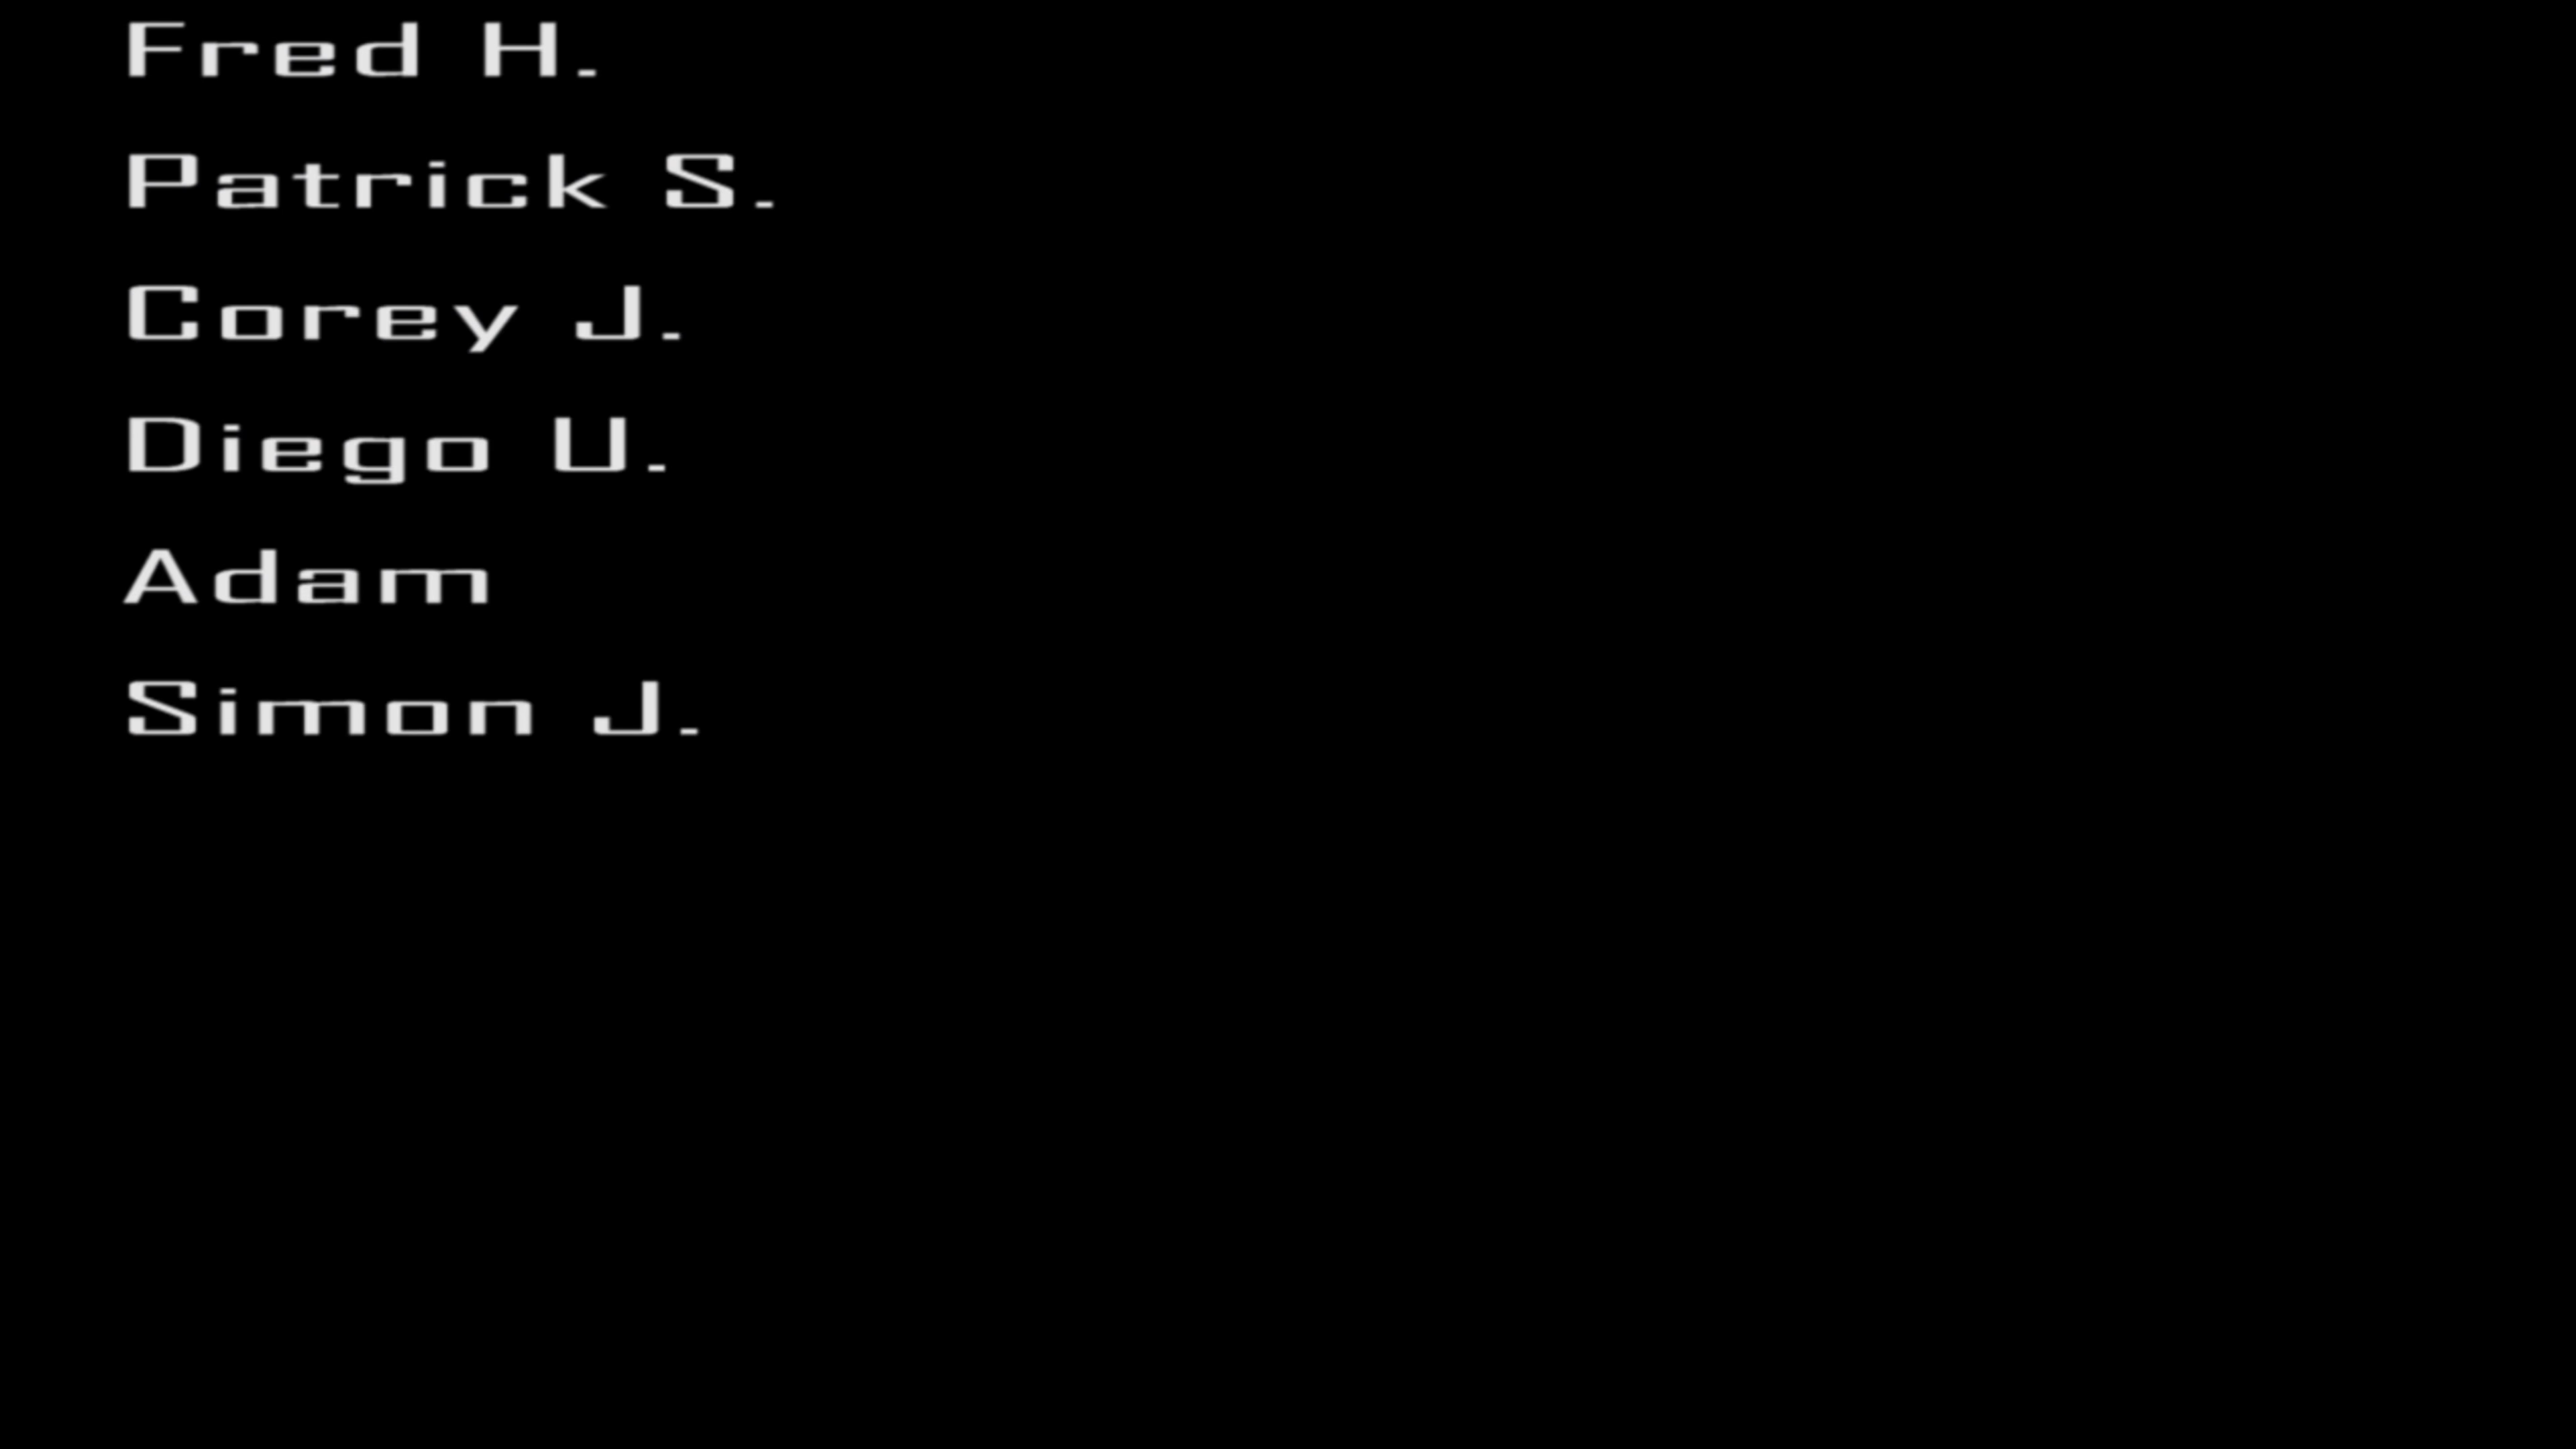 Fred H.
Patrick S.
Corey J.
Diego U.
Adam
Simon J.